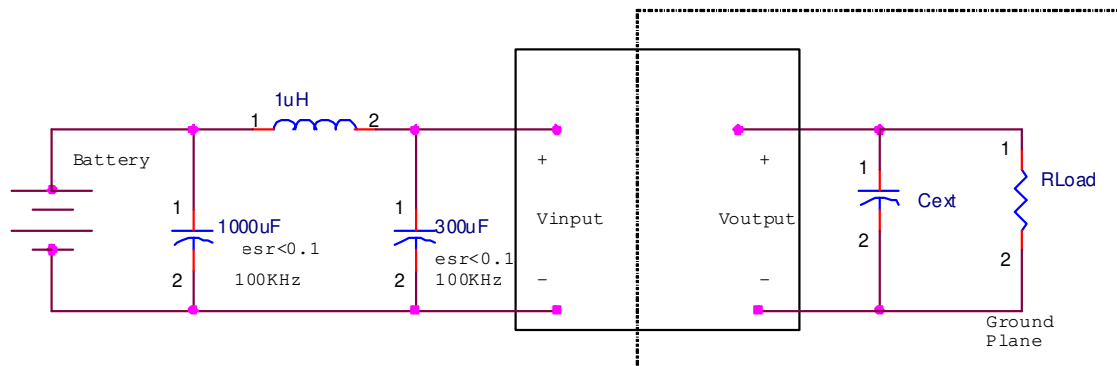 1uH
1 2
Battery
+
+
1
1
1
1
RLoad
Cext
1000uF
300uF
Vinput
Voutput
esr<0.1
esr<0.1
100KHz
100KHz
2
2
2
2
-
-
Ground
Plane